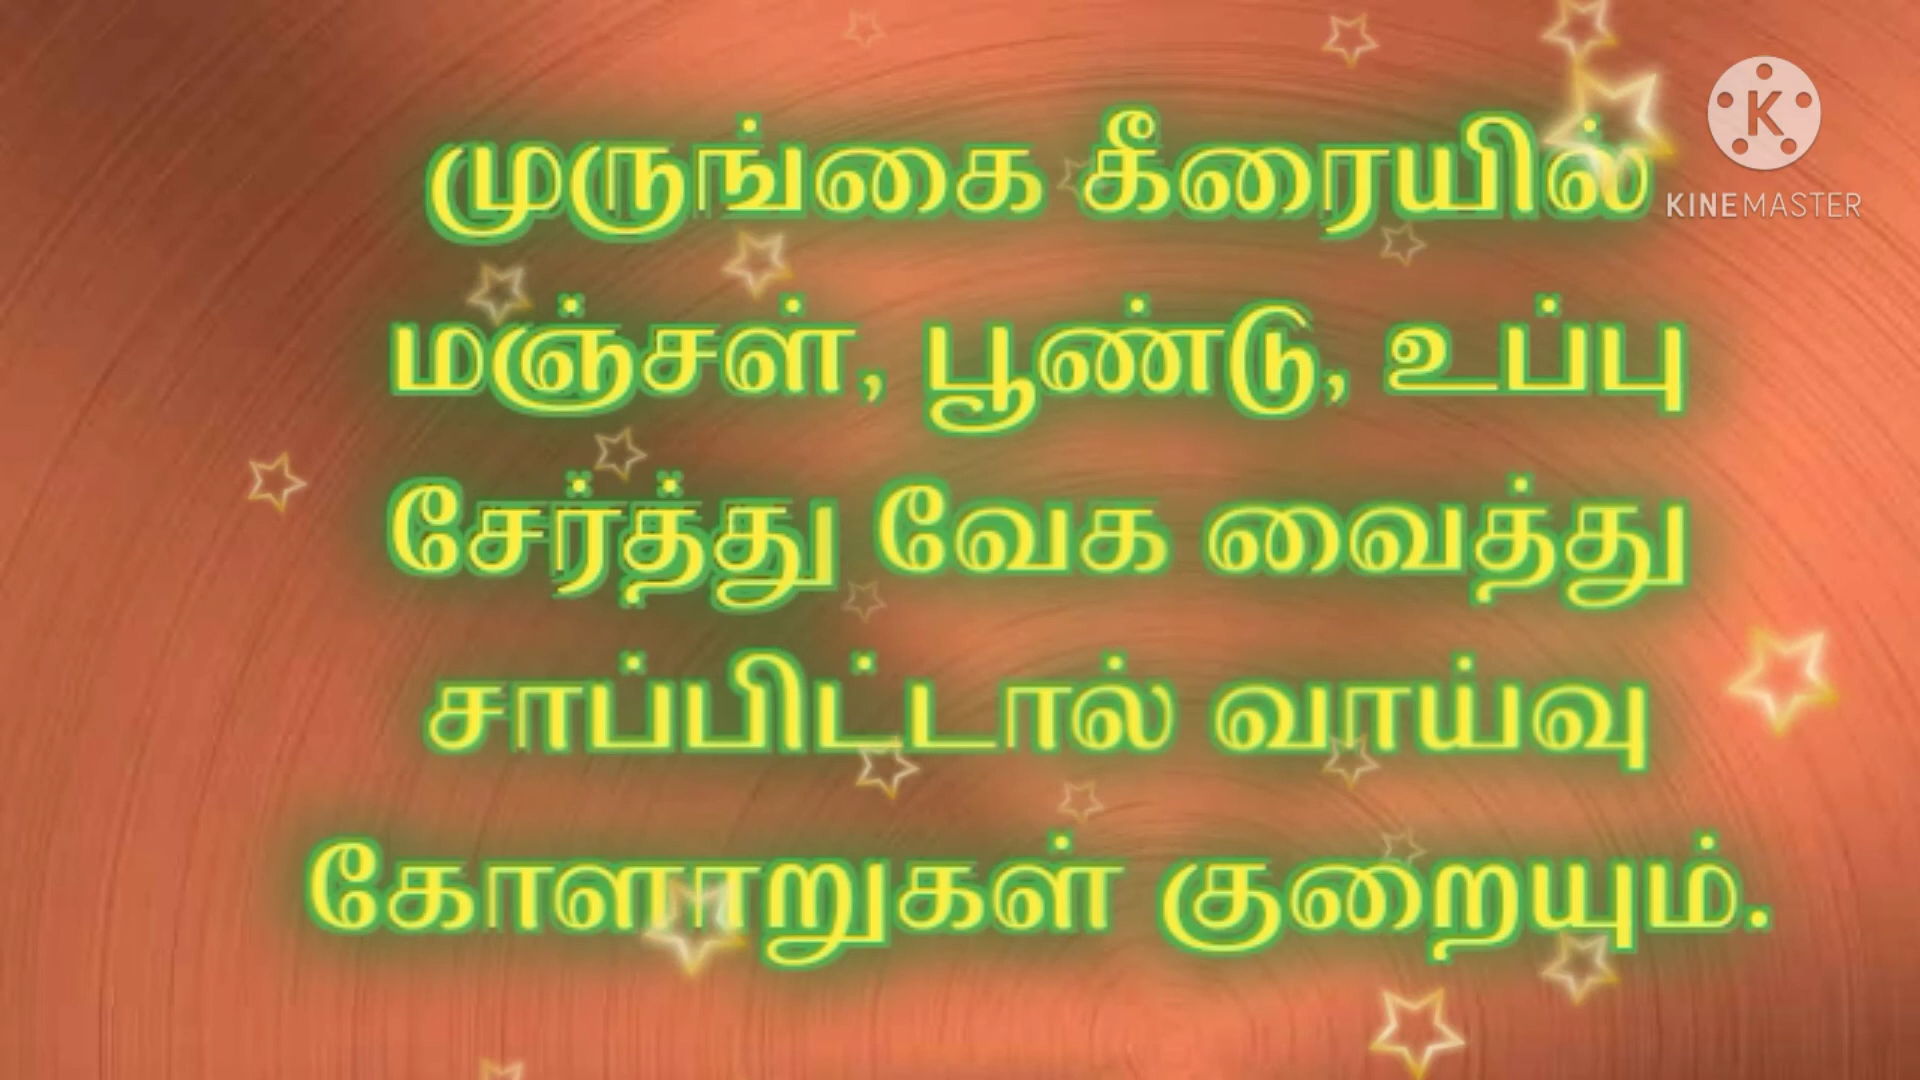 முருங்கை கீரையில்
மஞ்சள், பூண்டு, உப்பு
சேர்த்து வேக வைத்து
சாப்பிட்டால் வாய்வு
கோளாறுகள் குறையும்.
K
KINEMASTER